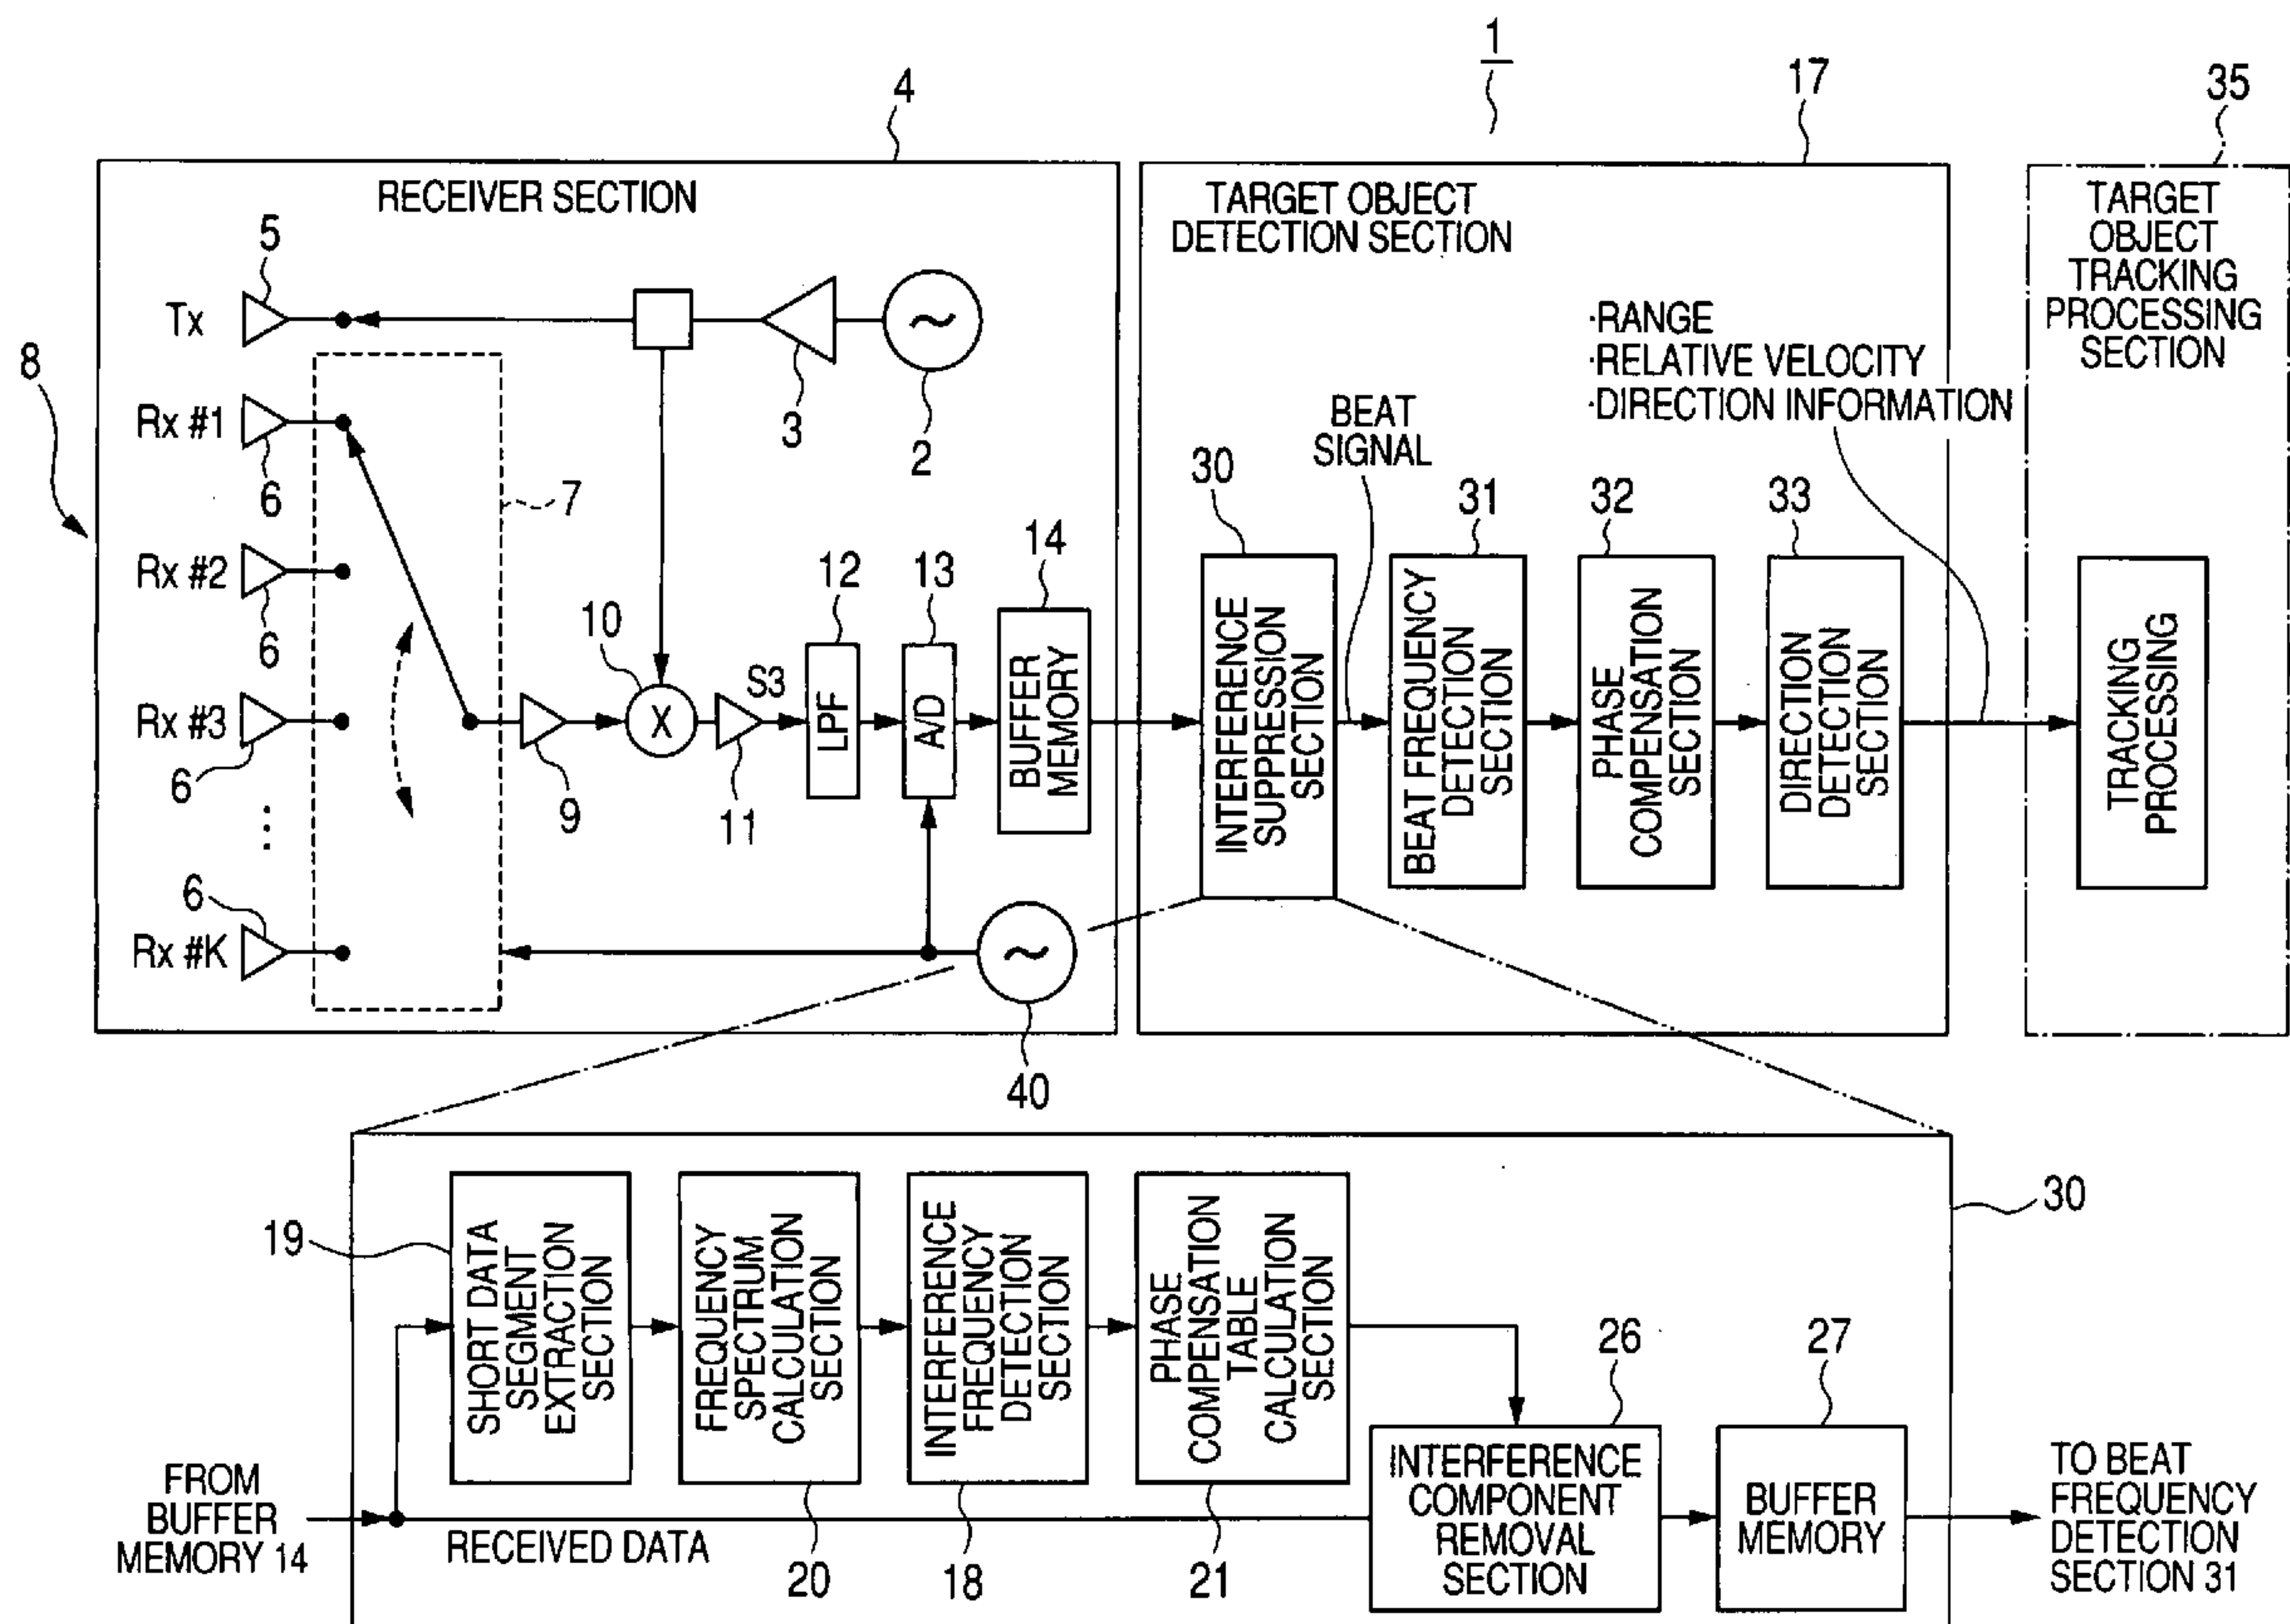 1
4
17
35
RECEIVER SECTION
TARGET OBJECT
DETECTION SECTION
TARGET
OBJECT
TRACKING
PROCESSING
SECTION
5
Tx
~
3
2
8
·RANGE
·RELATIVE VELOCITY
·DIRECTION INFORMATION
BEAT
SIGNAL
Rx #1
6
7
Rx #2
6
Rx #3
6
⋮
Rx #K
6
9
10
X
11
S3
12
LPF
13
A/D
14
BUFFER
MEMORY
~
40
30
INTERFERENCE
SUPPRESSION
SECTION
31
BEAT FREQUENCY
DETECTION
SECTION
32
PHASE
COMPENSATION
SECTION
33
DIRECTION
DETECTION
SECTION
TRACKING
PROCESSING
30
19
SHORT DATA
SEGMENT
EXTRACTION
SECTION
FREQUENCY
SPECTRUM
CALCULATION
SECTION
20
INTERFERENCE
FREQUENCY
DETECTION
SECTION
18
PHASE
COMPENSATION
TABLE
CALCULATION
SECTION
21
26
INTERFERENCE
COMPONENT
REMOVAL
SECTION
27
BUFFER
MEMORY
FROM
BUFFER
MEMORY 14
RECEIVED DATA
TO BEAT
FREQUENCY
DETECTION
SECTION 31